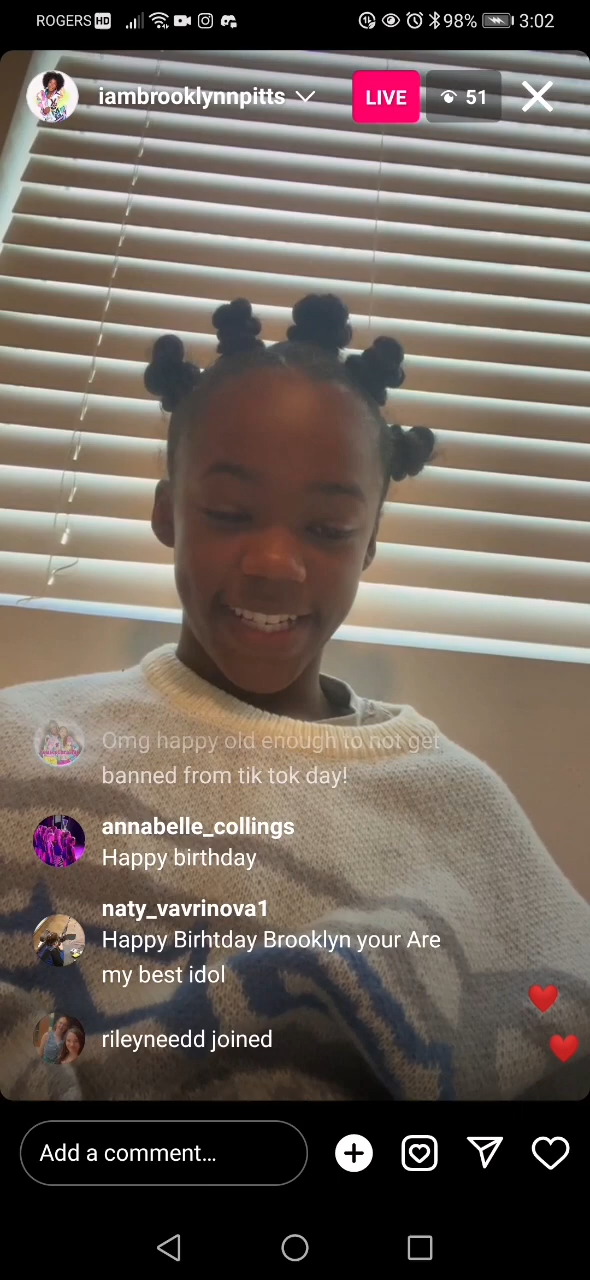 ROGERS HD 98% 3:02
iambrooklynnpitts LIVE 51
Omg happy old enough to not get
banned from tik tok day!
annabelle_collings
Happy birthday
naty_vavrinova1
Happy Birhtday Brooklyn your Are
my best idol
rileyneedd joined
Add a comment...